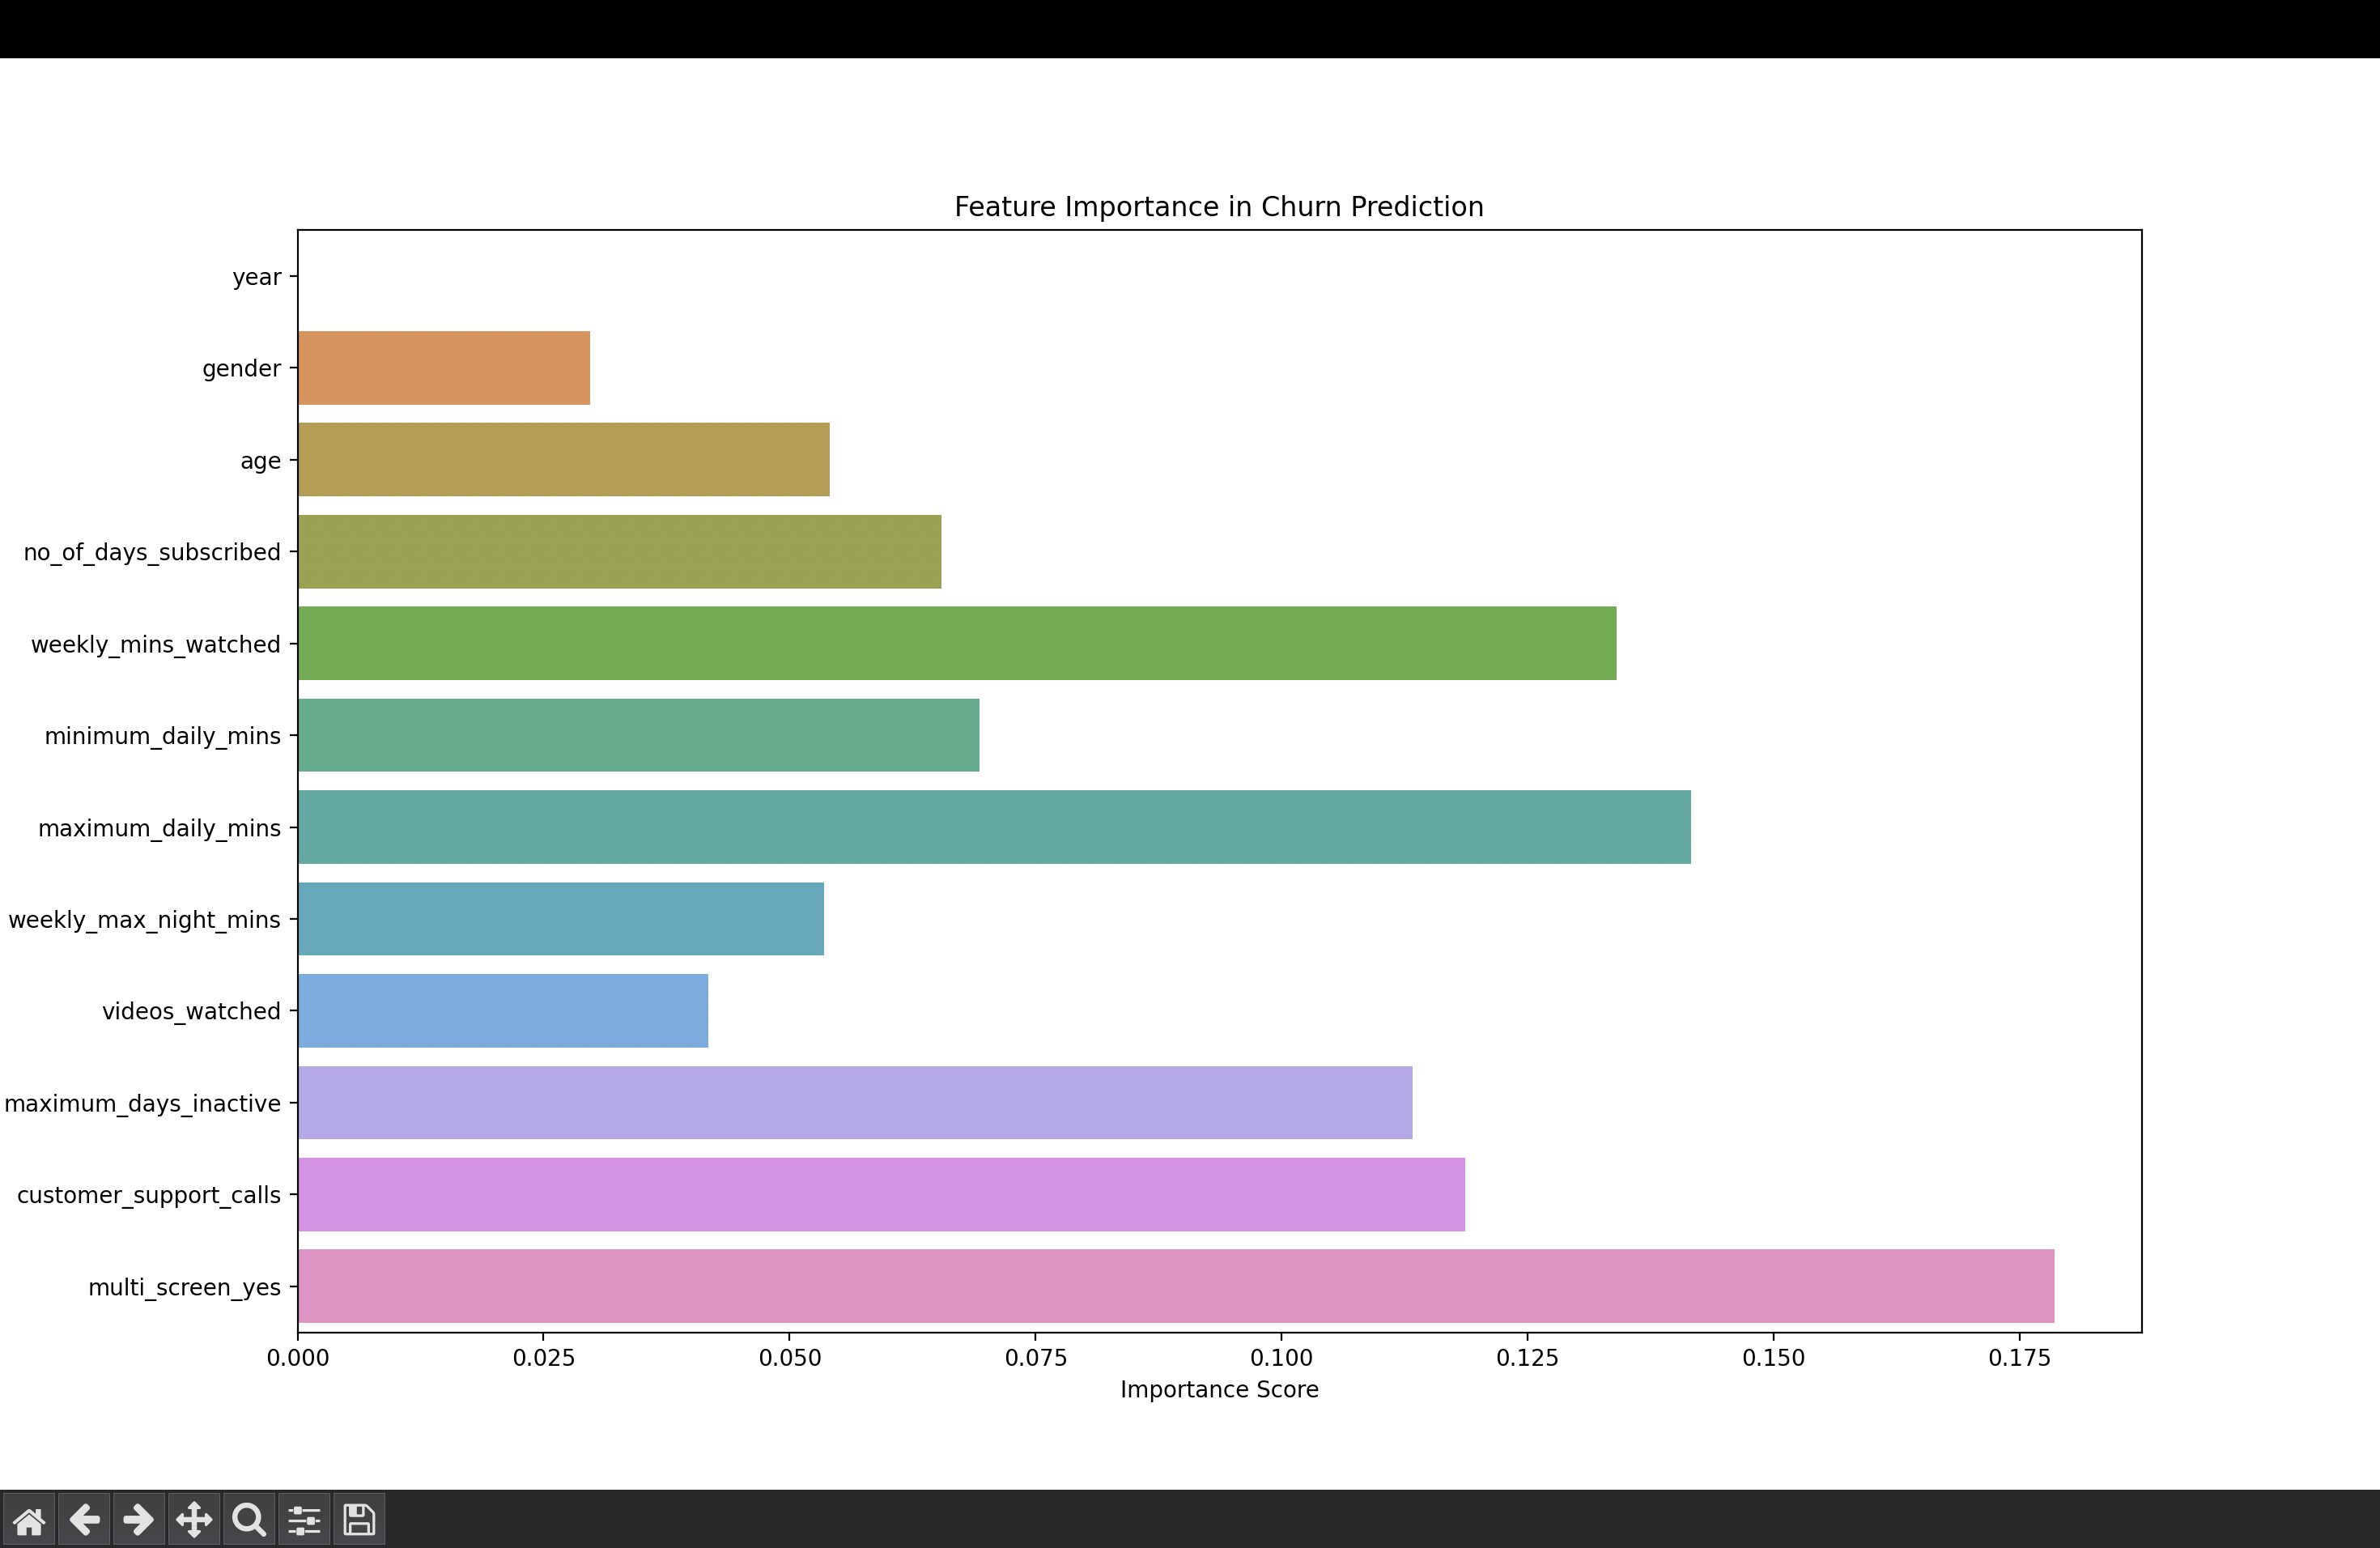 Feature Importance in Churn Prediction
year
gender
age
no_of_days_subscribed
weekly_mins_watched
minimum_daily_mins
maximum_daily_mins
weekly_max_night_mins
videos_watched
maximum_days_inactive
customer_support_calls
multi_screen_yes
0.000 0.025 0.050 0.075 0.100 0.125 0.150 0.175
Importance Score